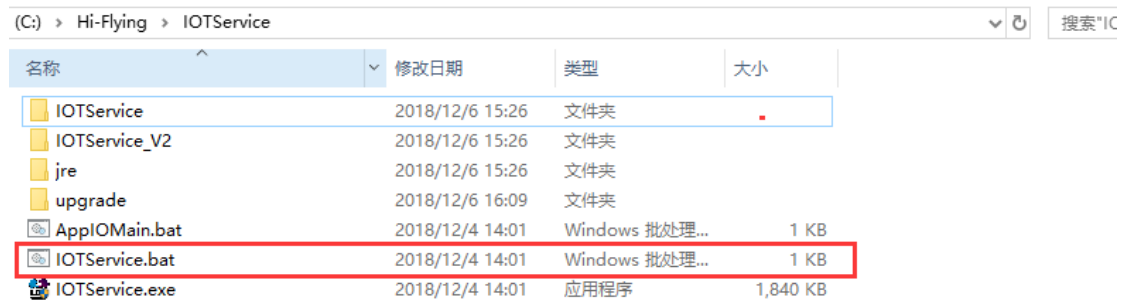 (C:) > Hi-Flying > IOTService 搜索"IO
名称 修改日期 类型 大小
IOTService 2018/12/6 15:26 文件夹
IOTService_V2 2018/12/6 15:26 文件夹
jre 2018/12/6 15:26 文件夹
upgrade 2018/12/6 16:09 文件夹
AppIOMain.bat 2018/12/4 14:01 Windows 批处理... 1 KB
IOTService.bat 2018/12/4 14:01 Windows 批处理... 1 KB
IOTService.exe 2018/12/4 14:01 应用程序 1,840 KB